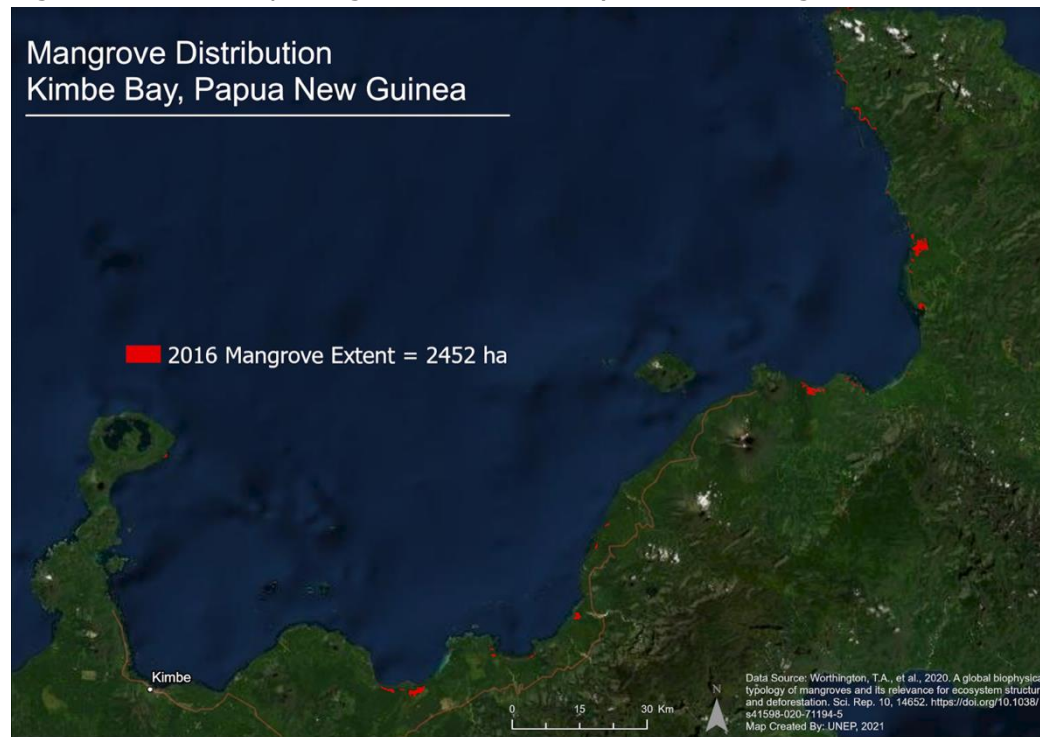 Mangrove Distribution
Kimbe Bay, Papua New Guinea
2016 Mangrove Extent = 2452 ha
Kimbe
N
0 15 30 Km
Data Source: Worthington, T.A., et al., 2020. A global biophysica
typology of mangroves and its relevance for ecosystem structur
and deforestation. Sci. Rep. 10, 14652. https://doi.org/10.1038/
s41598-020-71194-5
Map Created By: UNEP, 2021